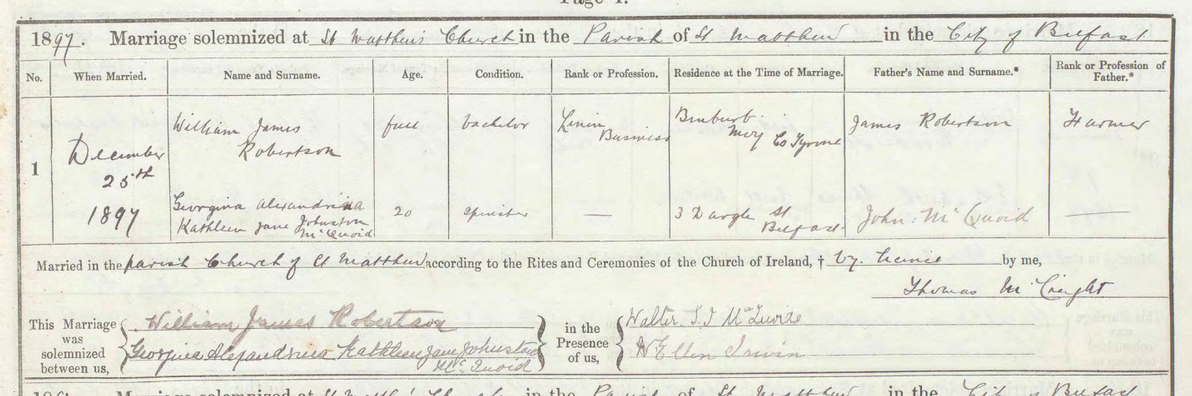 Page 1.
1897. Marriage solemnized at St Matthew's Church in the Parish of St Matthew in the City of Belfast
No. When Married. Name and Surname. Age. Condition. Rank or Profession. Residence at the Time of Marriage. Father's Name and Surname.* Rank or Profession of Father.*
1 December 25th 1897
William James Robertson full bachelor Linin Business Benburb Moy Co Tyrone James Robertson Farmer
Georgina Alexandrina Kathleen Jane Johnston McQuoid 20 spinster — 3 Dargle St Belfast. John McQuoid —
Married in the parish Church of St Matthew according to the Rites and Ceremonies of the Church of Ireland, † by licence by me,
Thomas McCreight
This Marriage was solemnized between us, William James Robertson
Georgina Alexandrina Kathleen Jane Johnston McQuoid
in the Presence of us, Walter
Ellen Irwin
Marriage solemnized at St Matthew's Church in the Parish of St Matthew in the City of Belfast